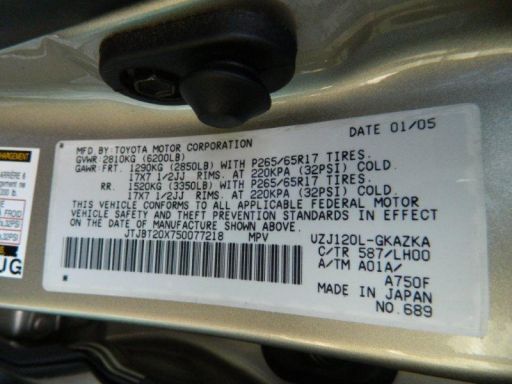 MFD BY: TOYOTA MOTOR CORPORATION
DATE 01/05
GVWR: 2810KG (6200LB)
GAWR: FRT. 1290KG (2850LB) WITH P265/65R17 TIRES.
17X7 1/2JJ RIMS. AT 220KPA (32PSI) COLD.
RR. 1520KG (3350LB) WITH P265/65R17 TIRES.
17X7 1/2JJ RIMS. AT 220KPA (32PSI) COLD.
THIS VEHICLE CONFORMS TO ALL APPLICABLE FEDERAL MOTOR
VEHICLE SAFETY AND THEFT PREVENTION STANDARDS IN EFFECT
ON THE DATE OF MANUFACTURE SHOWN ABOVE.
JTJBT20X750077218 MPV UZJ120L-GKAZKA
C/TR 587/LH00
A/TM A01A/
A750F
MADE IN JAPAN
NO.689
ARRIÈRE
FROID
32PSI
UG